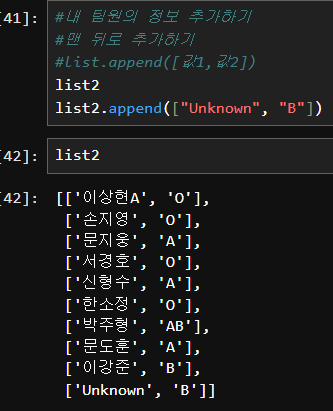 [41]: #내 팀원의 정보 추가하기
#맨 뒤로 추가하기
#list.append([값1,값2])
list2
list2.append(["Unknown", "B"])
[42]: list2
[42]: [['이상현A', 'O'],
['손지영', 'O'],
['문지웅', 'A'],
['서경호', 'O'],
['신형수', 'A'],
['한소정', 'O'],
['박주형', 'AB'],
['문도훈', 'A'],
['이강준', 'B'],
['Unknown', 'B']]